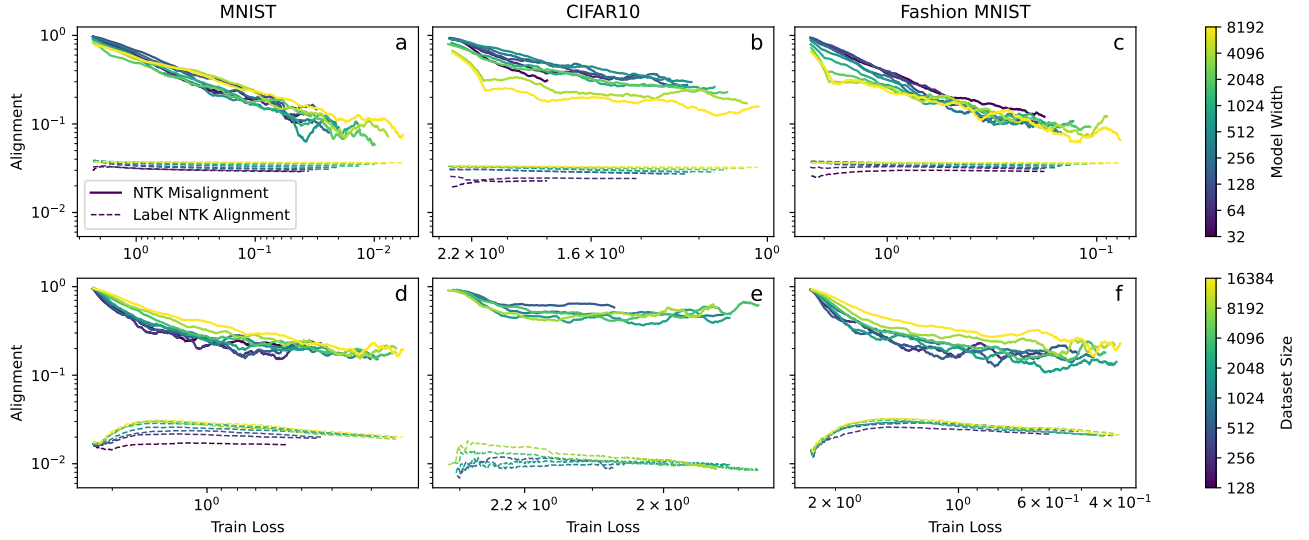 MNIST
CIFAR10
Fashion MNIST
a
b
c
Alignment
10⁰
10⁻¹
10⁻²
NTK Misalignment
Label NTK Alignment
10⁰ 10⁻¹ 10⁻²
2.2 × 10⁰ 1.6 × 10⁰ 10⁰
10⁰ 10⁻¹
8192
4096
2048
1024
512
256
128
64
32
Model Width
d
e
f
Alignment
10⁰
10⁻¹
10⁻²
10⁰
2.2 × 10⁰ 2 × 10⁰
2 × 10⁰ 10⁰ 6 × 10⁻¹ 4 × 10⁻¹
Train Loss
Train Loss
Train Loss
16384
8192
4096
2048
1024
512
256
128
Dataset Size